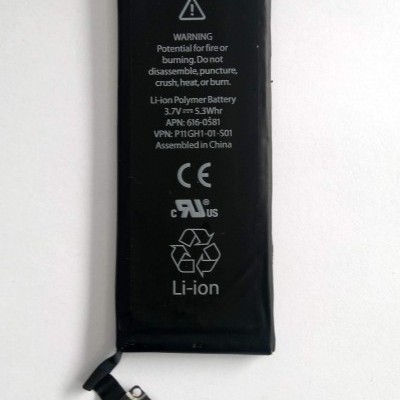 WARNING
Potential for fire or
burning. Do not
disassemble, puncture,
crush, heat, or burn.
Li-ion Polymer Battery
3.7V ⎓ 5.3Whr
APN: 616-0581
VPN: P11GH1-01-S01
Assembled in China
CE
c RU US
Li-ion